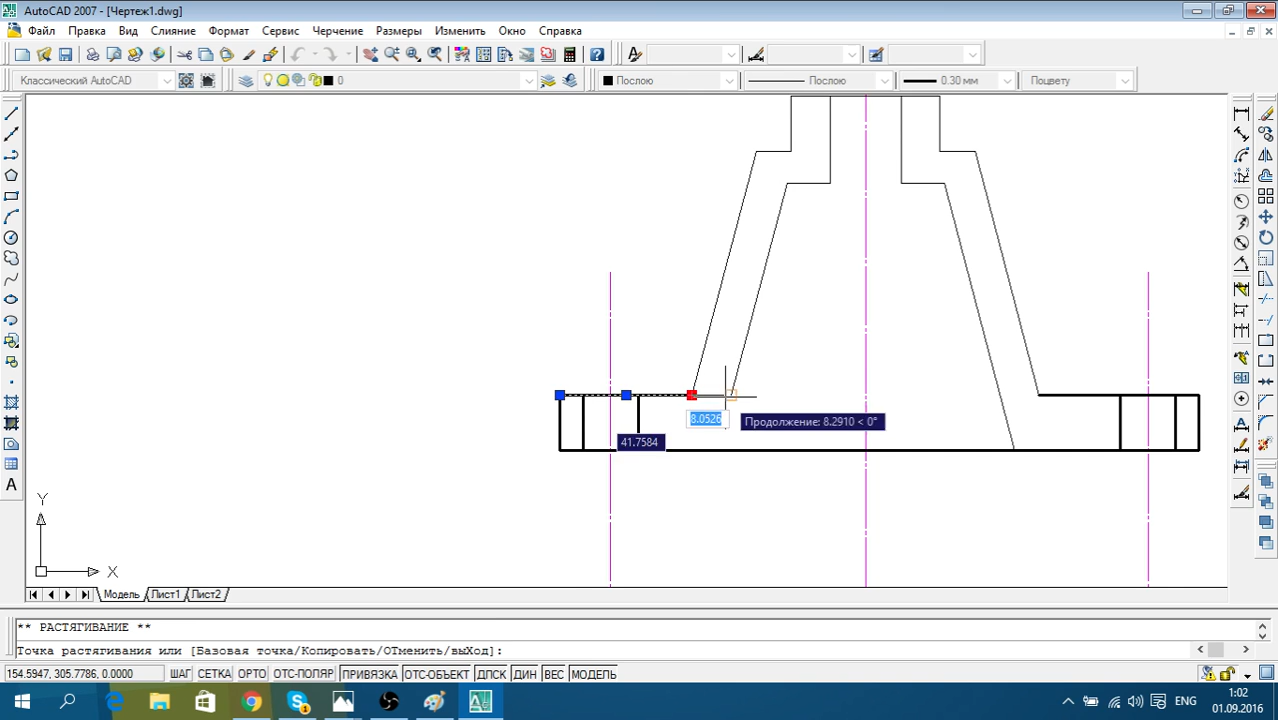 AutoCAD 2007 - [Чертеж1.dwg]
Файл Правка Вид Слияние Формат Сервис Черчение Размеры Изменить Окно Справка
Классический AutoCAD 0 Послою Послою 0.30 мм Поцвету
8.0526
Продолжение: 8.2910 < 0°
41.7584
Y
X
Модель Лист1 Лист2
** РАСТЯГИВАНИЕ **
Точка растягивания или [Базовая точка/Копировать/ОТменить/выХод]:
154.5947, 305.7786, 0.0000 ШАГ СЕТКА ОРТО ОТС-ПОЛЯР ПРИВЯЗКА ОТС-ОБЪЕКТ ДПСК ДИН ВЕС МОДЕЛЬ
ENG
1:02
01.09.2016